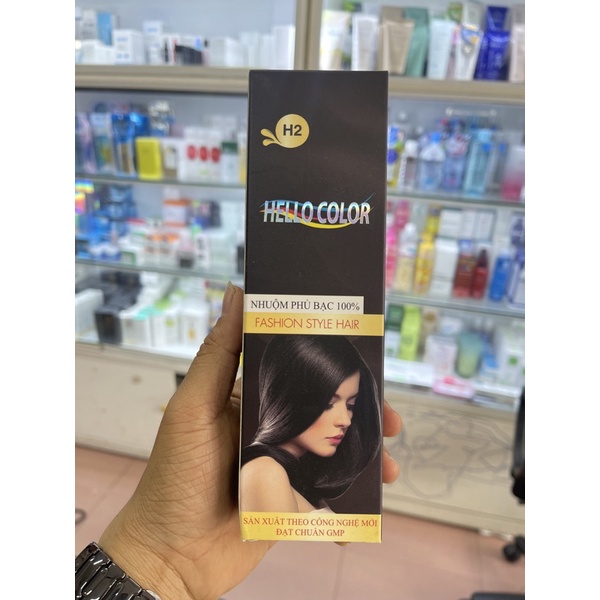 H2
HELLO COLOR
NHUỘM PHỦ BẠC 100%
FASHION STYLE HAIR
SẢN XUẤT THEO CÔNG NGHỆ MỚI
ĐẠT CHUẨN GMP